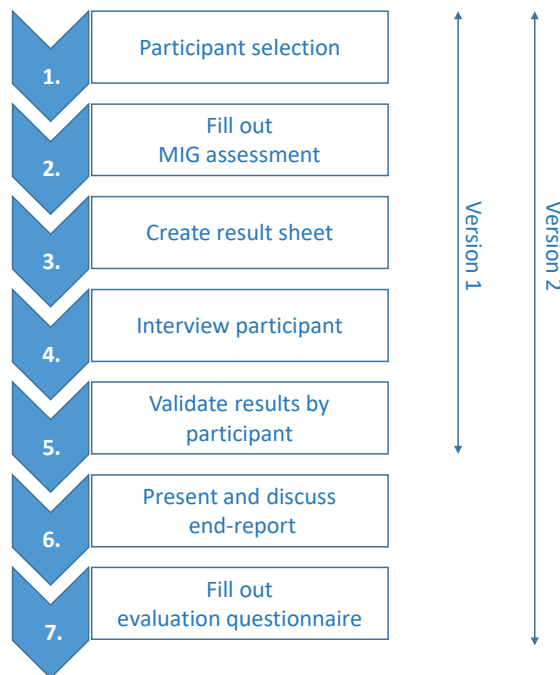 1.
Participant selection
2.
Fill out
MIG assessment
3.
Create result sheet
4.
Interview participant
5.
Validate results by
participant
6.
Present and discuss
end-report
7.
Fill out
evaluation questionnaire
Version 1
Version 2